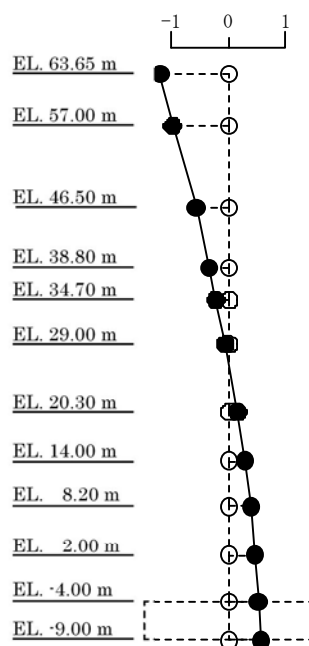 −1 0 1
EL. 63.65 m
EL. 57.00 m
EL. 46.50 m
EL. 38.80 m
EL. 34.70 m
EL. 29.00 m
EL. 20.30 m
EL. 14.00 m
EL. 8.20 m
EL. 2.00 m
EL. -4.00 m
EL. -9.00 m